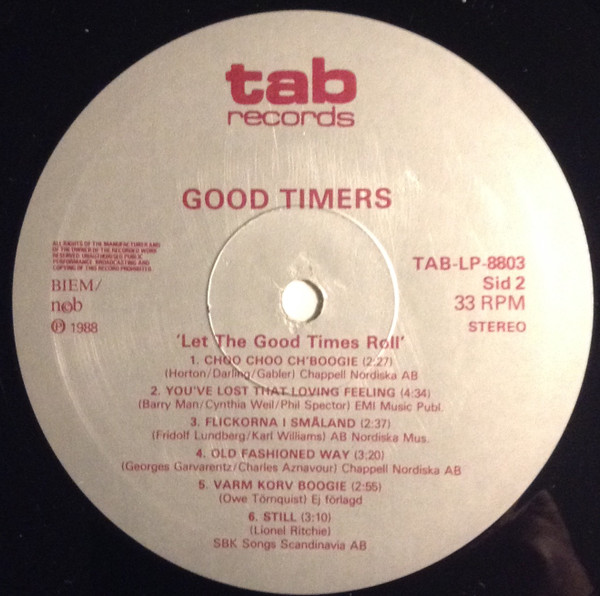 tab
records
GOOD TIMERS
ALL RIGHTS OF THE MANUFACTURER AND
OF THE OWNER OF THE RECORDED WORK
RESERVED. UNAUTHORISED PUBLIC
PERFORMANCE, BROADCASTING AND
COPYING OF THIS RECORD PROHIBITED
BIEM/
ncb
℗ 1988
TAB-LP-8803
Sid 2
33 RPM
STEREO
'Let The Good Times Roll'
1. CHOO CHOO CH'BOOGIE (2:27)
(Horton/Darling/Gabler) Chappell Nordiska AB
2. YOU'VE LOST THAT LOVING FEELING (4:34)
(Barry Man/Cynthia Weil/Phil Spector) EMI Music Publ.
3. FLICKORNA I SMÅLAND (2:37)
(Fridolf Lundberg/Karl Williams) AB Nordiska Mus.
4. OLD FASHIONED WAY (3:20)
(Georges Garvarentz/Charles Aznavour) Chappell Nordiska AB
5. VARM KORV BOOGIE (2:55)
(Owe Törnquist) Ej förlagd
6. STILL (3:10)
(Lionel Ritchie)
SBK Songs Scandinavia AB